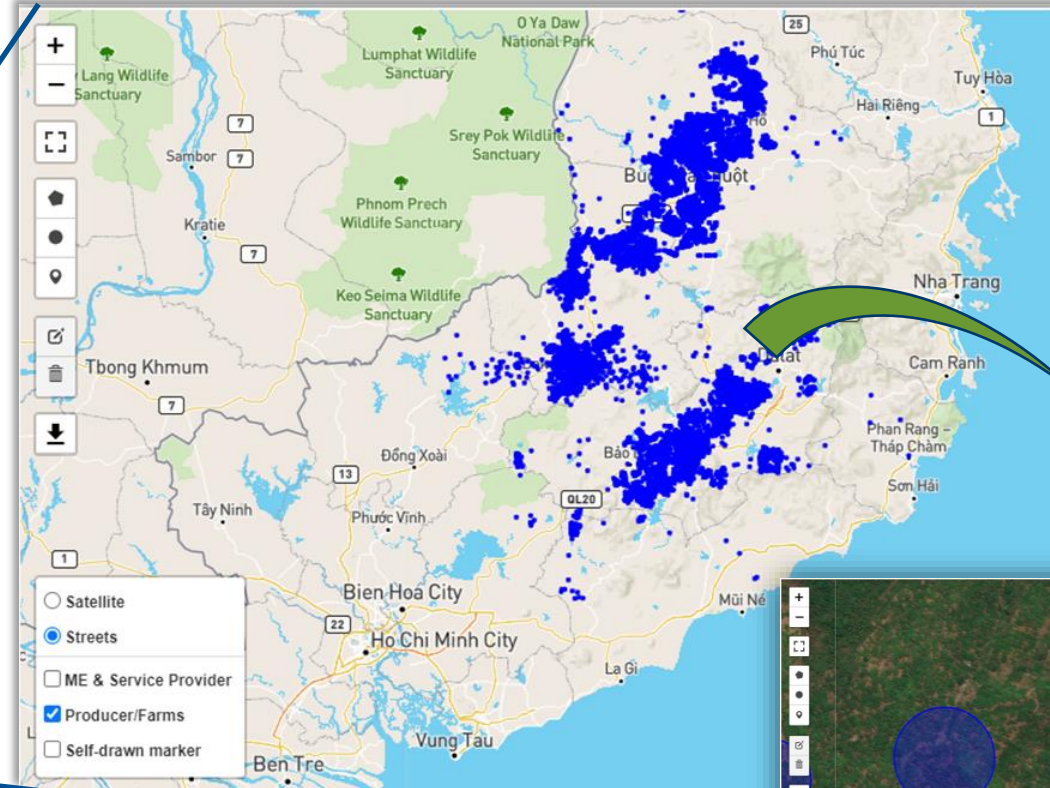 +
−
O Ya Daw
National Park
Lumphat Wildlife
Sanctuary
Lang Wildlife
Sanctuary
25
Phú Túc
Tuy Hòa
Hai Riêng
1
7
Srey Pok Wildlife
Sanctuary
Sambor
7
Phnom Prech
Wildlife Sanctuary
Kratie
7
Keo Seima Wildlife
Sanctuary
Nha Trang
Tbong Khmum
Cam Ranh
7
Phan Rang –
Tháp Chàm
Đồng Xoài
13
QL20
Sơn Hải
Tây Ninh
Phước Vĩnh
1
Satellite
Streets
ME & Service Provider
Producer/Farms
Self-drawn marker
Bien Hoa City
22
Ho Chi Minh City
Mũi Né
La Gi
Vung Tau
Ben Tre
+
−